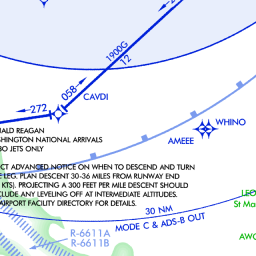 1900G
12
058
272
CAVDI
WHINO
AMEEE
NALD REAGAN
SHINGTON NATIONAL ARRIVALS
BO JETS ONLY
CT ADVANCED NOTICE ON WHEN TO DESCEND AND TURN
LEG. PLAN DESCENT 30-36 MILES FROM RUNWAY END
KTS). PROJECTING A 300 FEET PER MILE DESCENT SHOULD
CLUDE ANY LEVELING OFF AT INTERMEDIATE ALTITUDES.
AIRPORT FACILITY DIRECTORY FOR DETAILS.
LEO
St Ma
30 NM
MODE C & ADS-B OUT
R-6611A
R-6611B
AWO